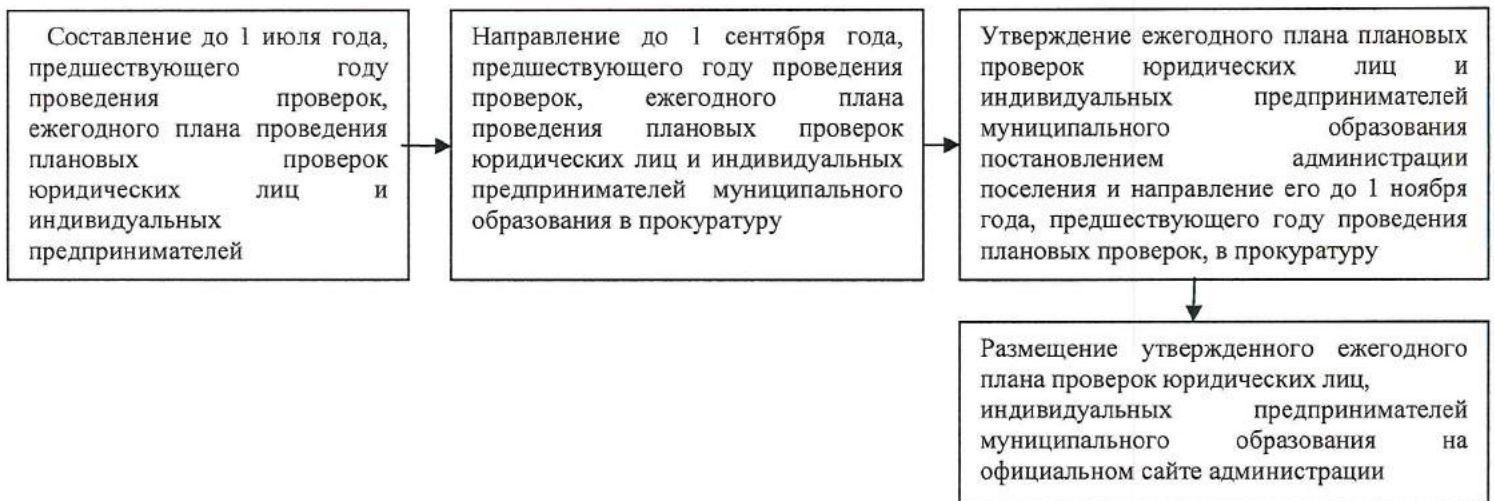 Составление до 1 июля года,
предшествующего году
проведения проверок,
ежегодного плана проведения
плановых проверок
юридических лиц и
индивидуальных
предпринимателей
Направление до 1 сентября года,
предшествующего году проведения
проверок, ежегодного плана
проведения плановых проверок
юридических лиц и индивидуальных
предпринимателей муниципального
образования в прокуратуру
Утверждение ежегодного плана плановых
проверок юридических лиц и
индивидуальных предпринимателей
муниципального образования
постановлением администрации
поселения и направление его до 1 ноября
года, предшествующего году проведения
плановых проверок, в прокуратуру
Размещение утвержденного ежегодного
плана проверок юридических лиц,
индивидуальных предпринимателей
муниципального образования на
официальном сайте администрации